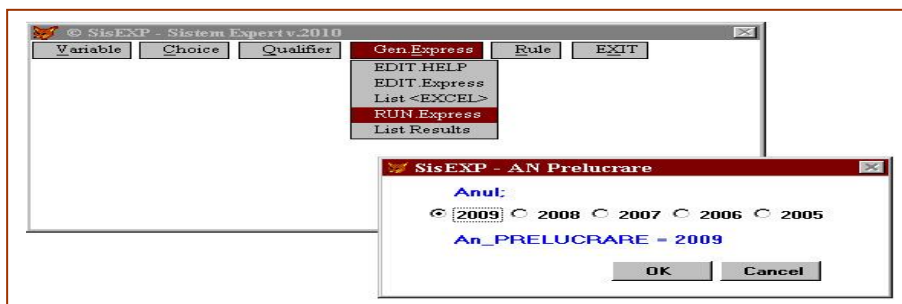 © SisEXP - Sistem Expert v.2010
Variable Choice Qualifier Gen.Express Rule EXIT
EDIT.HELP
EDIT.Express
List <EXCEL>
RUN.Express
List Results
SisEXP - AN Prelucrare
Anul:
2009 2008 2007 2006 2005
An_PRELUCRARE = 2009
OK Cancel